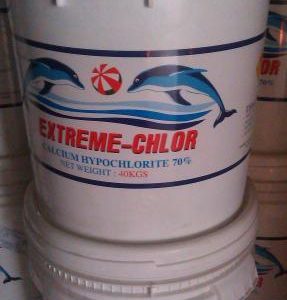 EXTREME-CHLOR
CALCIUM HYPOCHLORITE 70%
NET WEIGHT : 40KGS